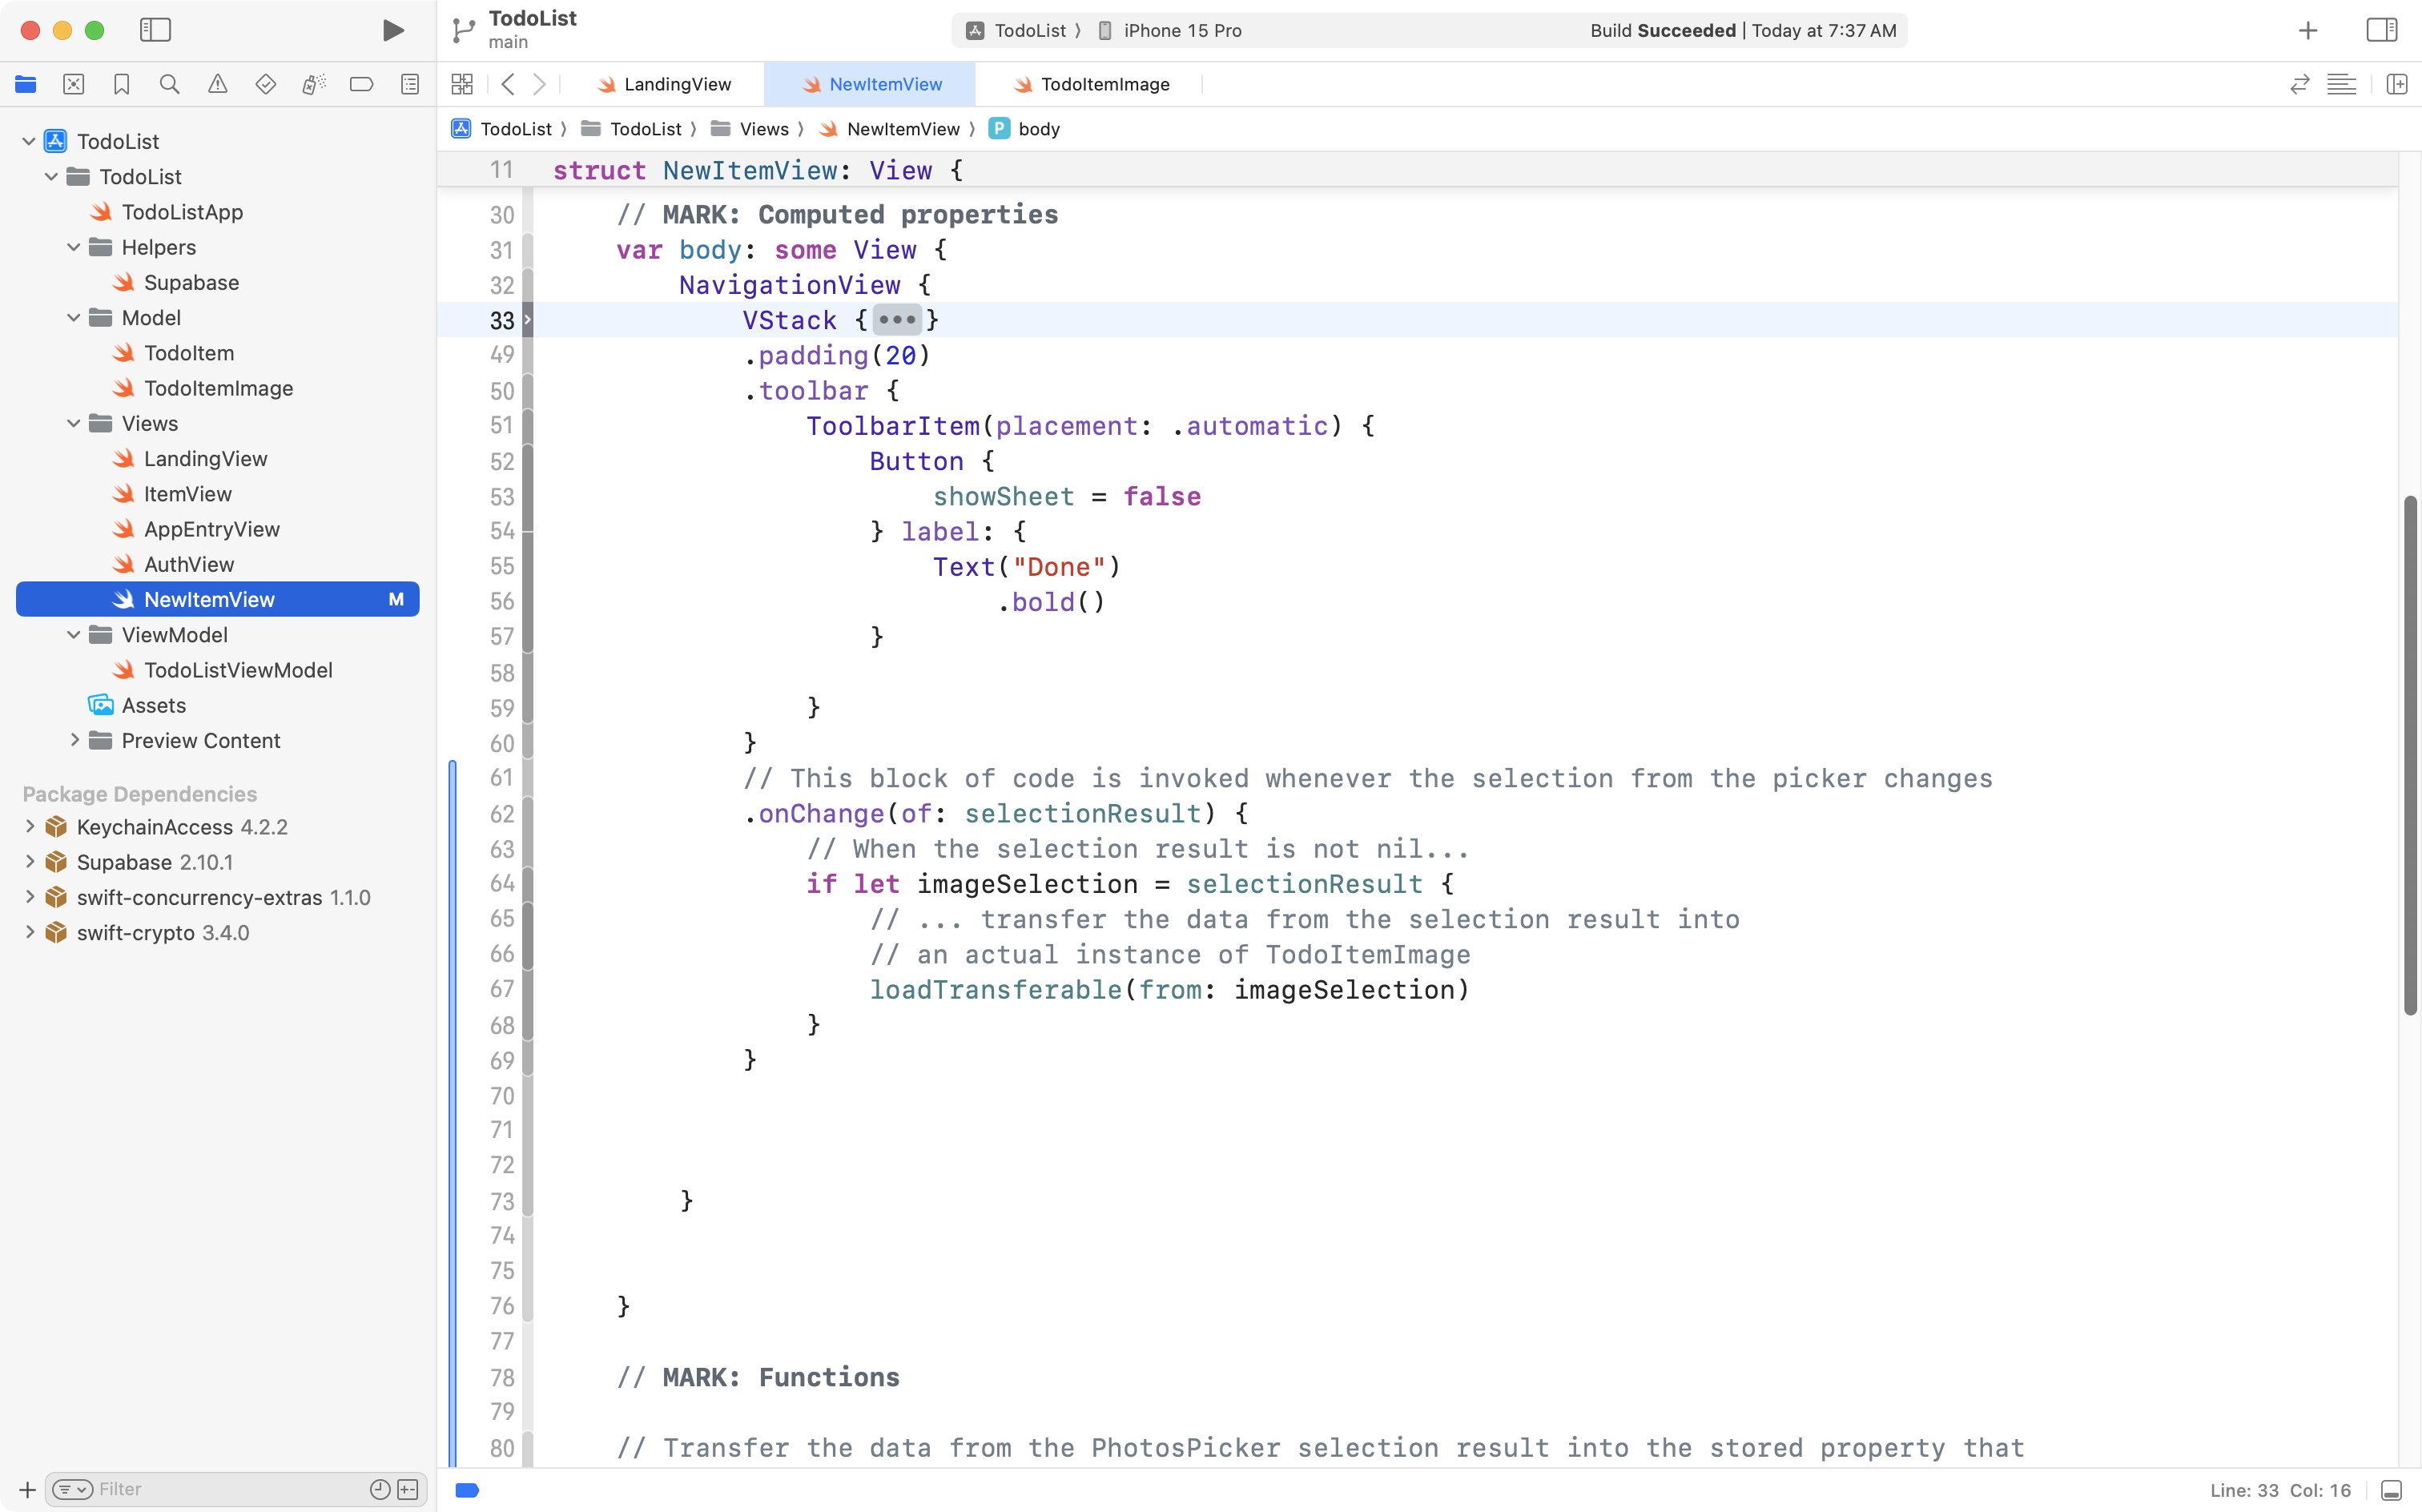 TodoList
main
TodoList ⟩ iPhone 15 Pro
Build Succeeded | Today at 7:37 AM
LandingView
NewItemView
TodoItemImage
TodoList ⟩ TodoList ⟩ Views ⟩ NewItemView ⟩ P body
TodoList
TodoList
TodoListApp
Helpers
Supabase
Model
TodoItem
TodoItemImage
Views
LandingView
ItemView
AppEntryView
AuthView
NewItemView M
ViewModel
TodoListViewModel
Assets
Preview Content
Package Dependencies
KeychainAccess 4.2.2
Supabase 2.10.1
swift-concurrency-extras 1.1.0
swift-crypto 3.4.0
Filter
11 struct NewItemView: View {
30 // MARK: Computed properties
31 var body: some View {
32 NavigationView {
33 VStack {•••}
49 .padding(20)
50 .toolbar {
51 ToolbarItem(placement: .automatic) {
52 Button {
53 showSheet = false
54 } label: {
55 Text("Done")
56 .bold()
57 }
58
59 }
60 }
61 // This block of code is invoked whenever the selection from the picker changes
62 .onChange(of: selectionResult) {
63 // When the selection result is not nil...
64 if let imageSelection = selectionResult {
65 // ... transfer the data from the selection result into
66 // an actual instance of TodoItemImage
67 loadTransferable(from: imageSelection)
68 }
69 }
70
71
72
73 }
74
75
76 }
77
78 // MARK: Functions
79
80 // Transfer the data from the PhotosPicker selection result into the stored property that
Line: 33 Col: 16